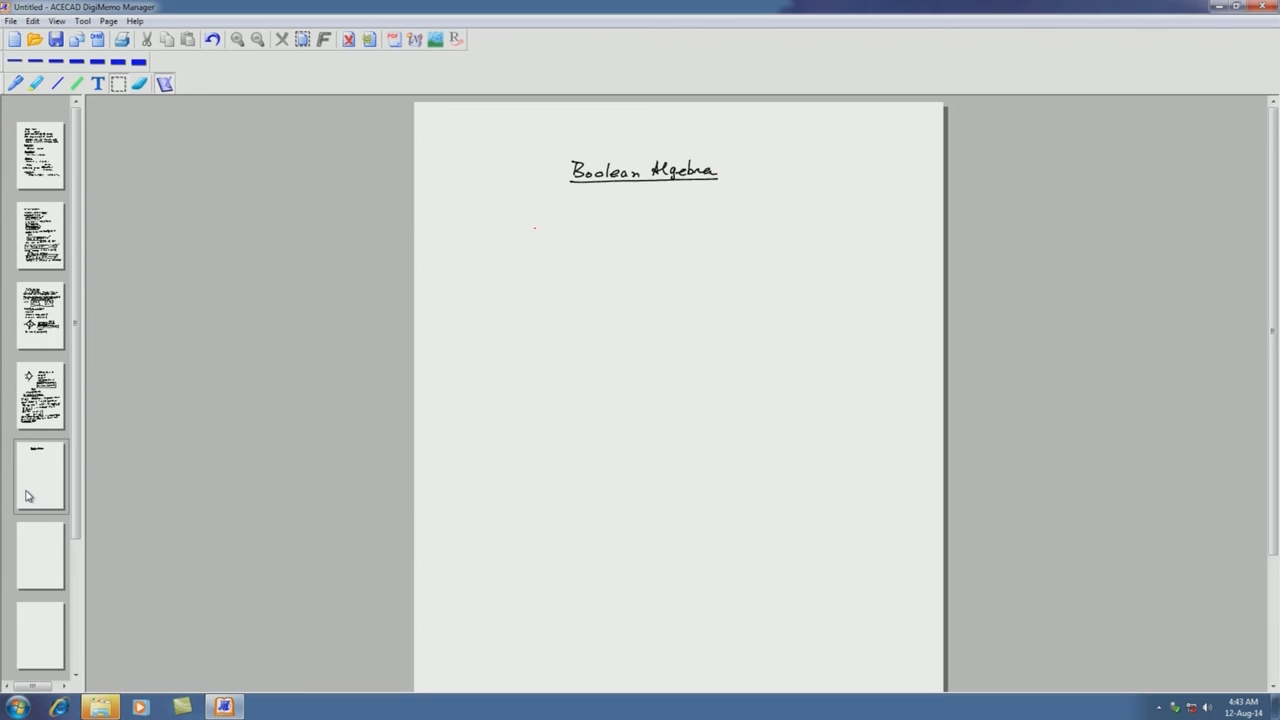 Untitled - ACECAD DigiMemo Manager
File Edit View Tool Page Help
Boolean Algebra
4:43 AM
12-Aug-14